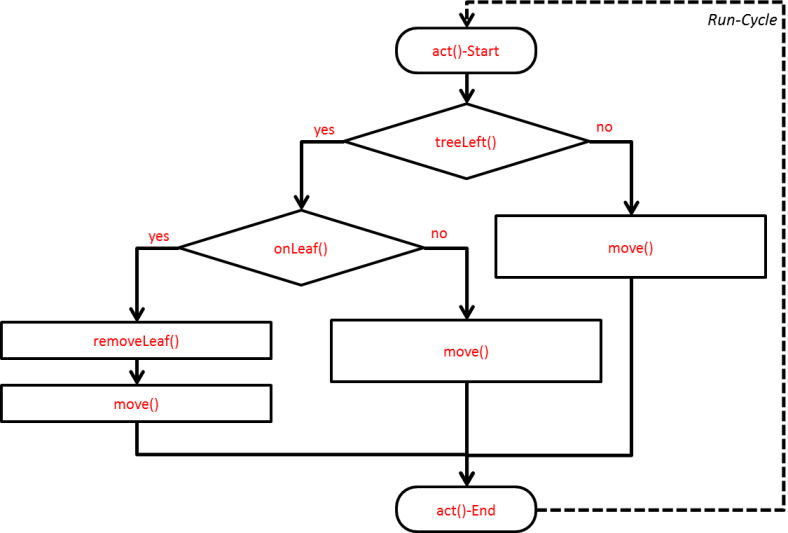 Run-Cycle
act()-Start
treeLeft()
yes
no
onLeaf()
yes
no
move()
removeLeaf()
move()
move()
act()-End